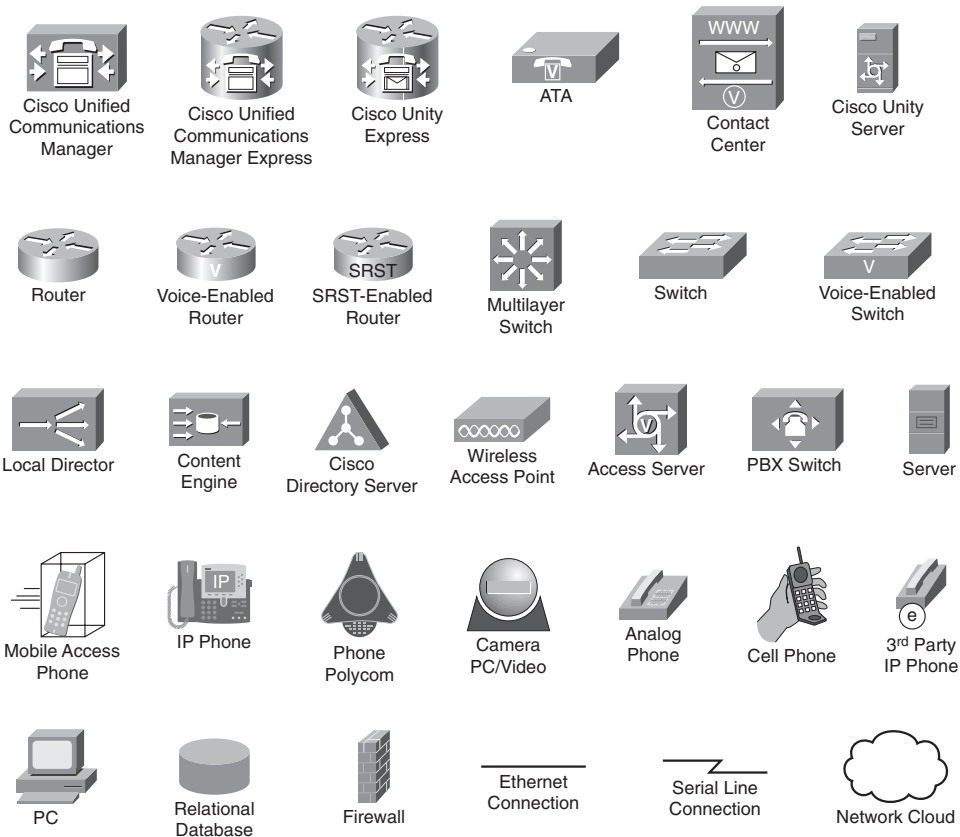 WWW
V
V
Cisco Unified
Communications
Manager
Cisco Unified
Communications
Manager Express
Cisco Unity
Express
ATA
Contact
Center
Cisco Unity
Server
V
SRST
V
Router
Voice-Enabled
Router
SRST-Enabled
Router
Multilayer
Switch
Switch
Voice-Enabled
Switch
V
Local Director
Content
Engine
Cisco
Directory Server
Wireless
Access Point
Access Server
PBX Switch
Server
IP
e
Mobile Access
Phone
IP Phone
Phone
Polycom
Camera
PC/Video
Analog
Phone
Cell Phone
3rd Party
IP Phone
PC
Relational
Database
Firewall
Ethernet
Connection
Serial Line
Connection
Network Cloud